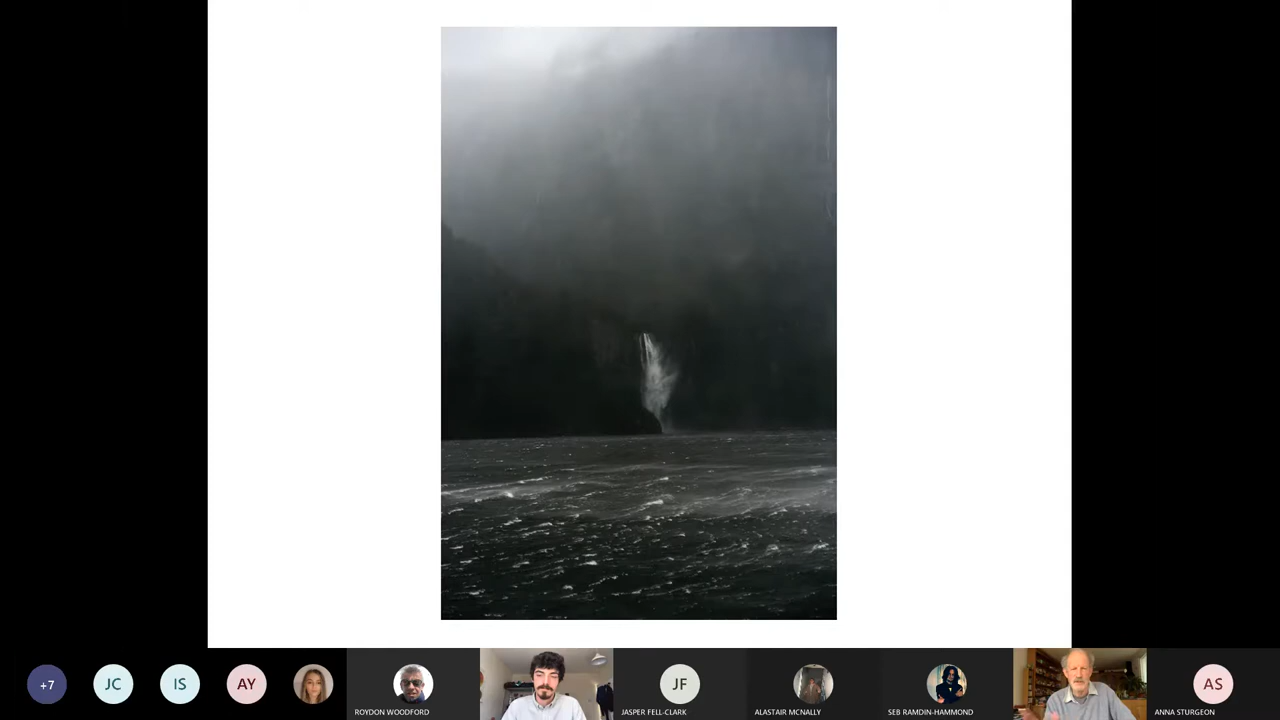 +7
JC
IS
AY
ROYDON WOODFORD
JF
JASPER FELL-CLARK
ALASTAIR MCNALLY
SEB RAMDIN-HAMMOND
AS
ANNA STURGEON